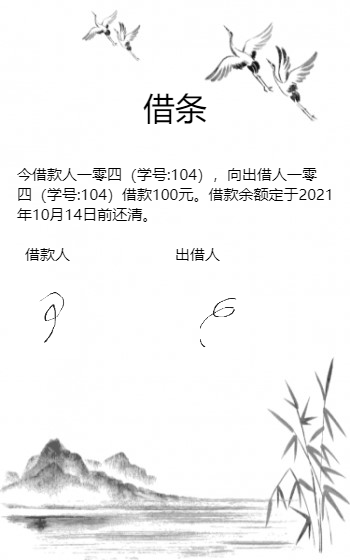 借条
今借款人一零四（学号:104），向出借人一零
四（学号:104）借款100元。借款余额定于2021
年10月14日前还清。
借款人 出借人